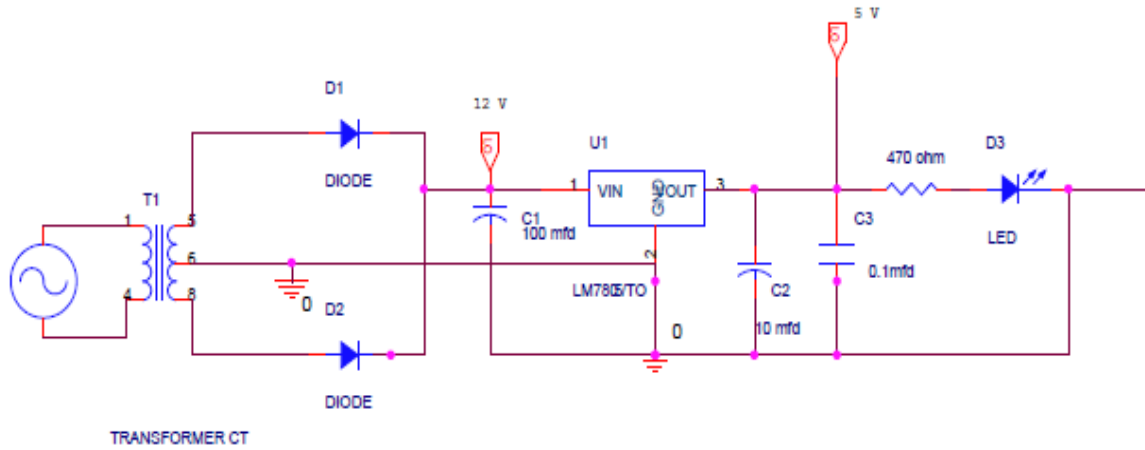 5 V
D1
12 V
U1
D3
470 ohm
DIODE
1
VIN
GND
VOUT
3
T1
1
5
C1
100 mfd
C3
LED
6
2
4
8
0
D2
LM7805/TO
C2
0.1mfd
0
10 mfd
DIODE
TRANSFORMER CT